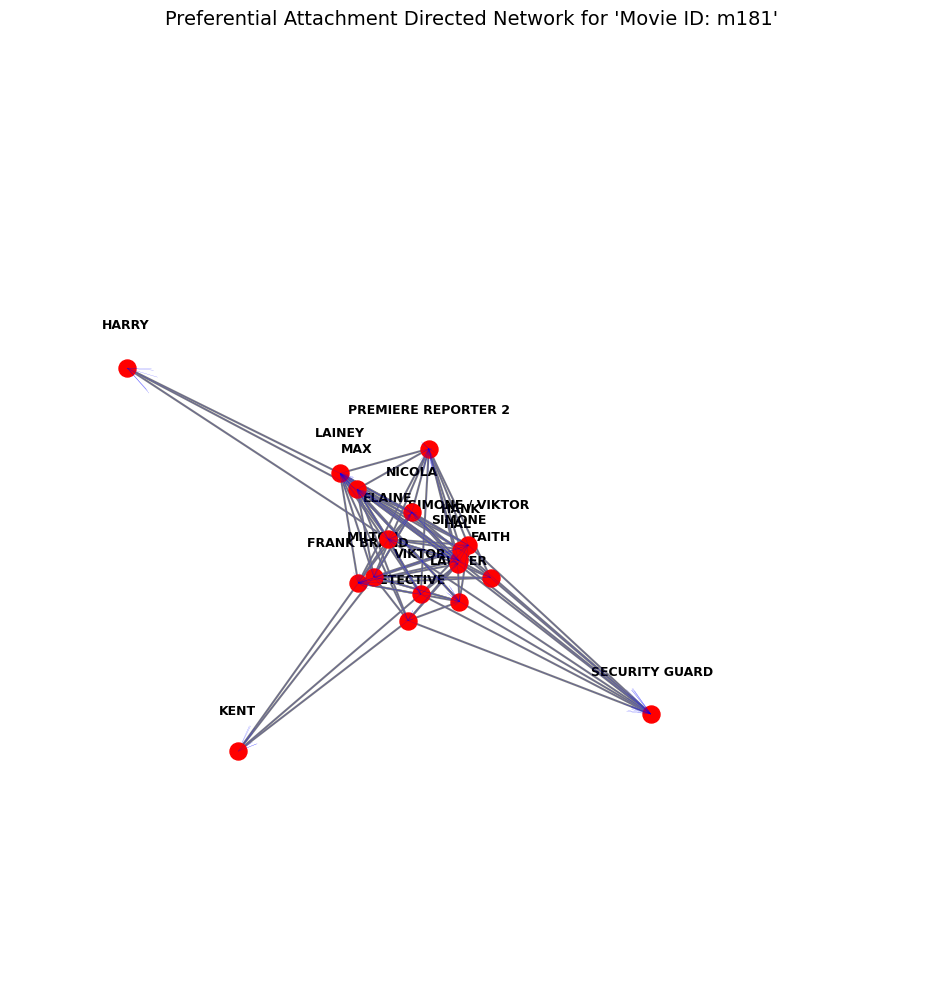 Preferential Attachment Directed Network for 'Movie ID: m181'
HARRY
PREMIERE REPORTER 2
LAINEY
MAX
NICOLA
ELAINE
SIMONE / VIKTOR
HANK
SIMONE
HAL
MILTON
FAITH
FRANK BRAND
VIKTOR
LAWYER
DETECTIVE
SECURITY GUARD
KENT